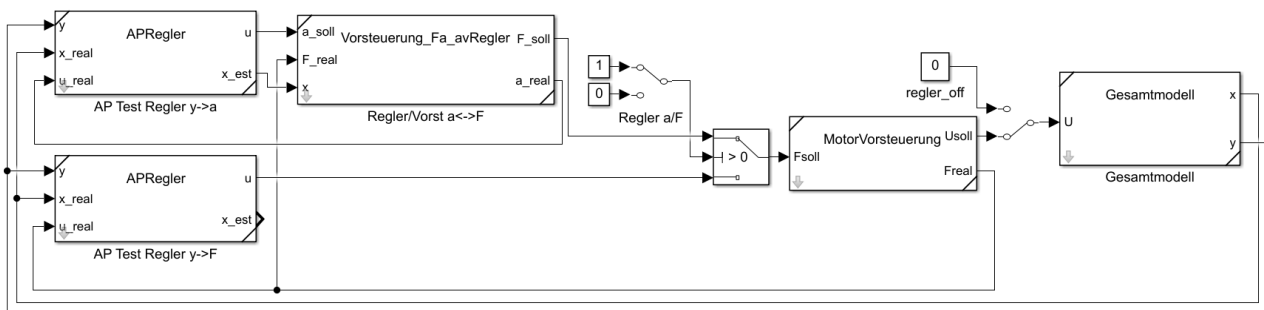 y
APRegler
u
x_real
x_est
u_real
AP Test Regler y->a
a_soll
Vorsteuerung_Fa_avRegler
F_soll
F_real
a_real
x
Regler/Vorst a<->F
1
0
Regler a/F
> 0
0
regler_off
Fsoll
MotorVorsteuerung
Usoll
Freal
U
Gesamtmodell
x
y
Gesamtmodell
y
APRegler
u
x_real
x_est
u_real
AP Test Regler y->F